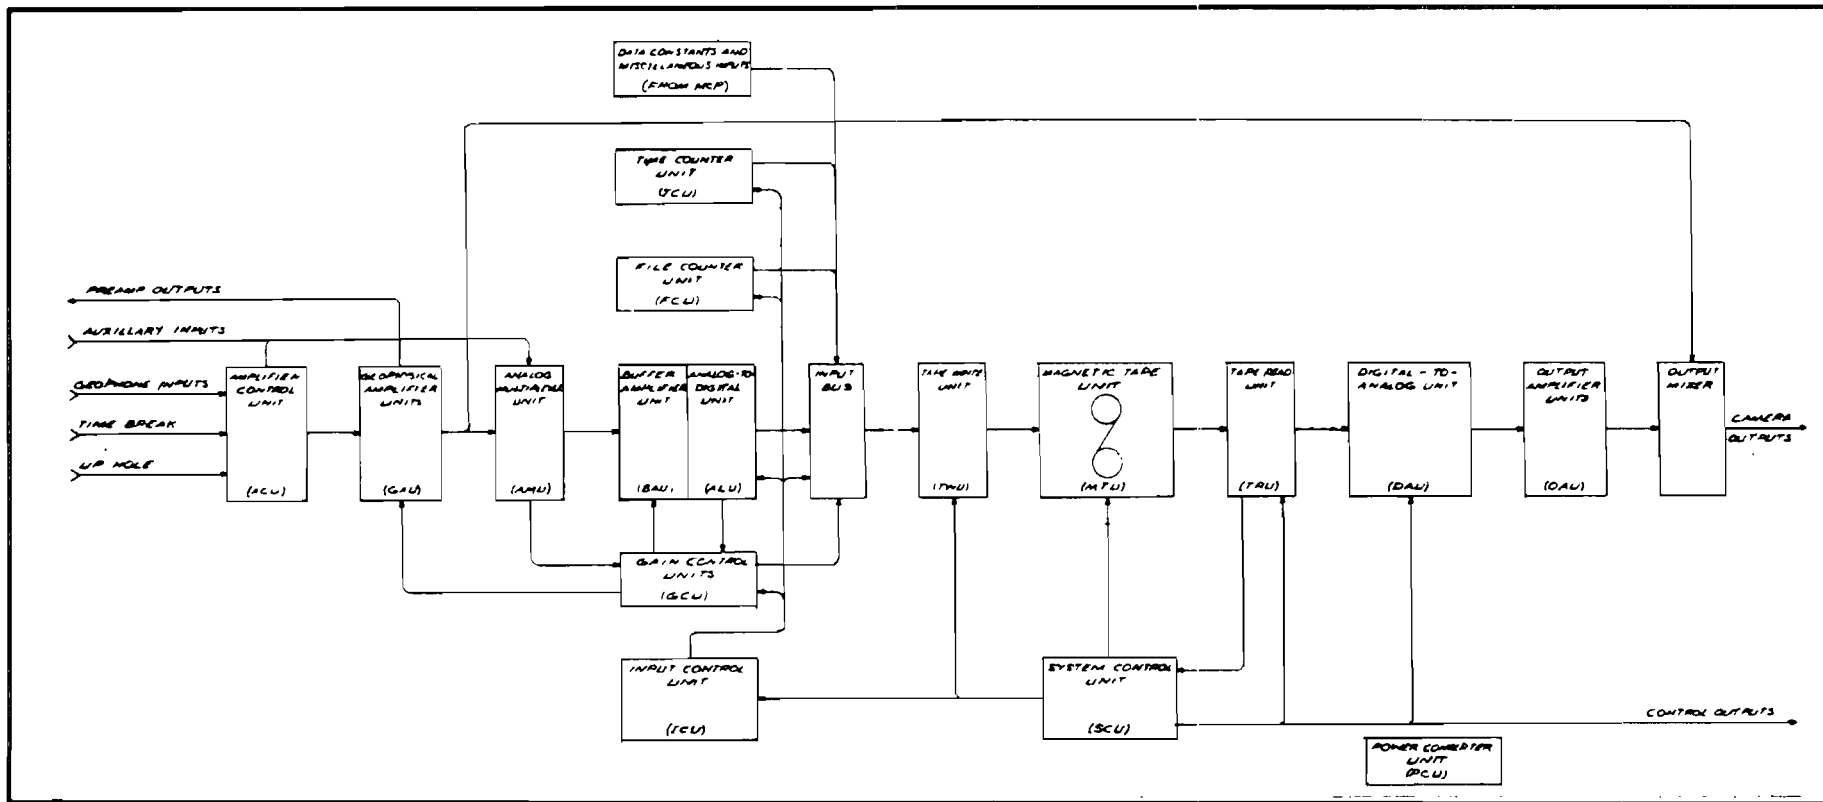 DATA CONSTANTS AND
MISCELLANEOUS INPUTS
(FROM MCP)
TIME COUNTER
UNIT
(TCU)
FILE COUNTER
UNIT
(FCU)
PREAMP OUTPUTS
AUXILLARY INPUTS
GEOPHONE INPUTS
TIME BREAK
UP HOLE
AMPLIFIER
CONTROL
UNIT
(ACU)
GEOPHYSICAL
AMPLIFIER
UNITS
(GAU)
ANALOG
MULTIPLEXER
UNIT
(AMU)
BUFFER
AMPLIFIER
UNIT
(BAU)
ANALOG-TO-
DIGITAL
UNIT
(ALU)
INPUT
BUS
TAPE WRITE
UNIT
(TWU)
MAGNETIC TAPE
UNIT
(MTU)
TAPE READ
UNIT
(TRU)
DIGITAL-TO-
ANALOG UNIT
(DAU)
OUTPUT
AMPLIFIER
UNITS
(OAU)
OUTPUT
MIXER
CAMERA
OUTPUTS
GAIN CONTROL
UNITS
(GCU)
INPUT CONTROL
UNIT
(ICU)
SYSTEM CONTROL
UNIT
(SCU)
CONTROL OUTPUTS
POWER CONVERTER
UNIT
(PCU)